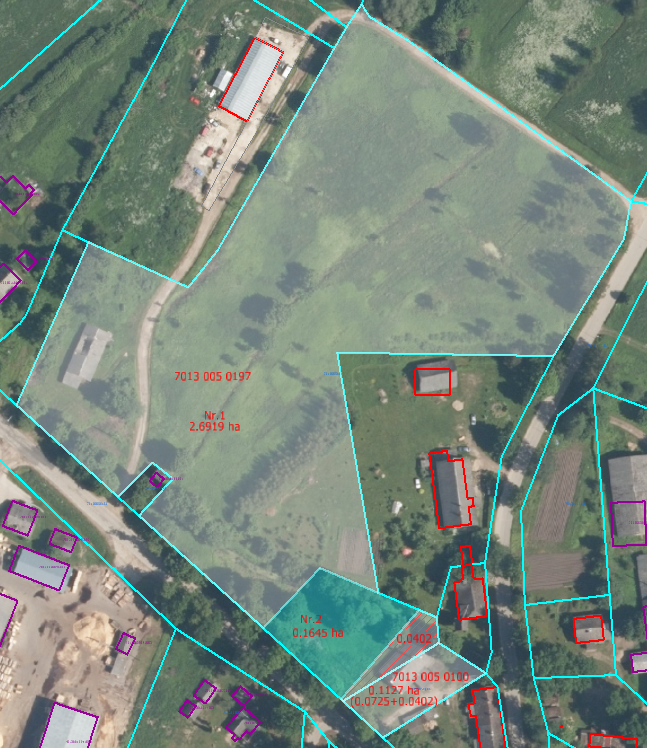 7013 005 0197
Nr.1
2.6919 ha
Nr.2
0.1645 ha
0.0402
7013 005 0100
0.1127 ha
(0.0725+0.0402)